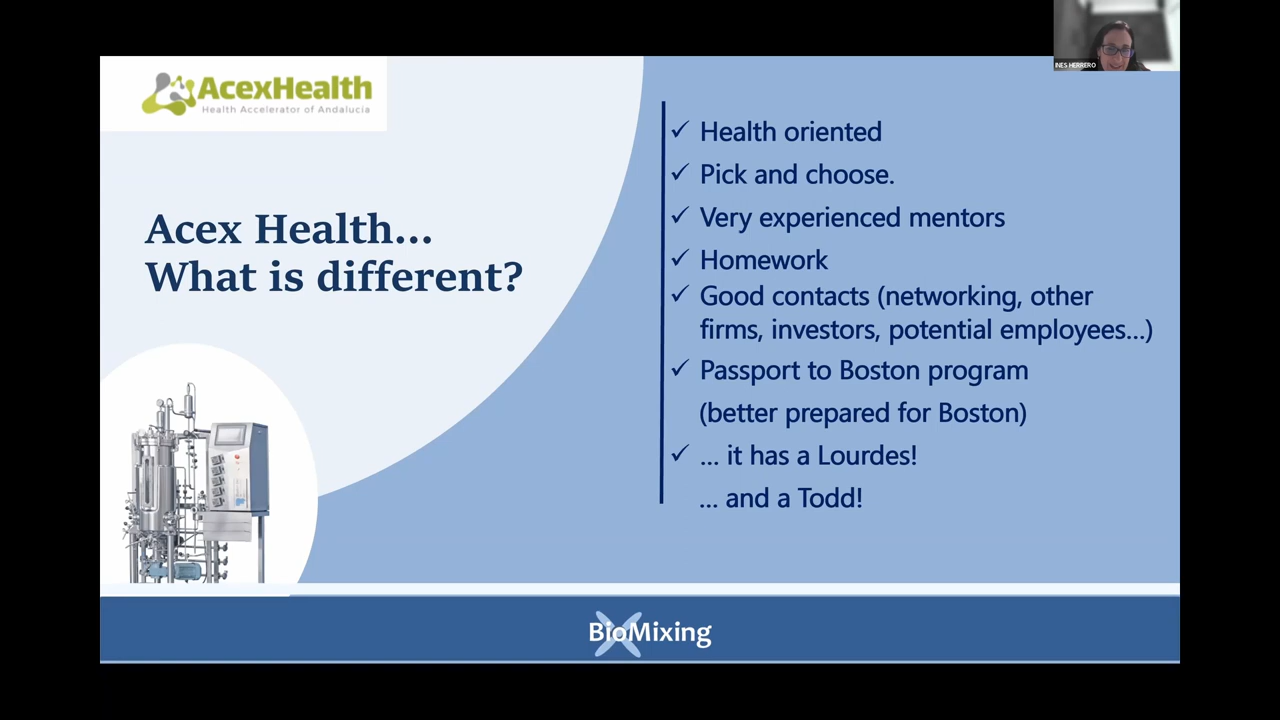 INES HERRERO
AcexHealth
Health Accelerator of Andalucía
Acex Health...
What is different?
✓ Health oriented
✓ Pick and choose.
✓ Very experienced mentors
✓ Homework
✓ Good contacts (networking, other
firms, investors, potential employees...)
✓ Passport to Boston program
(better prepared for Boston)
✓ ... it has a Lourdes!
... and a Todd!
BioMixing